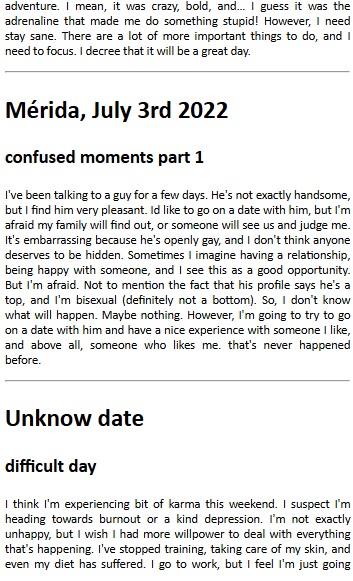 adventure. I mean, it was crazy, bold, and... I guess it was the
adrenaline that made me do something stupid! However, I need
stay sane. There are a lot of more important things to do, and I
need to focus. I decree that it will be a great day.
Mérida, July 3rd 2022
confused moments part 1
I've been talking to a guy for a few days. He's not exactly handsome,
but I find him very pleasant. Id like to go on a date with him, but I'm
afraid my family will find out, or someone will see us and judge me.
It's embarrassing because he's openly gay, and I don't think anyone
deserves to be hidden. Sometimes I imagine having a relationship,
being happy with someone, and I see this as a good opportunity.
But I'm afraid. Not to mention the fact that his profile says he's a
top, and I'm bisexual (definitely not a bottom). So, I don't know
what will happen. Maybe nothing. However, I'm going to try to go
on a date with him and have a nice experience with someone I like,
and above all, someone who likes me. that's never happened
before.
Unknow date
difficult day
I think I'm experiencing bit of karma this weekend. I suspect I'm
heading towards burnout or a kind depression. I'm not exactly
unhappy, but I wish I had more willpower to deal with everything
that's happening. I've stopped training, taking care of my skin, and
even my diet has suffered. I go to work, but I feel I'm just going